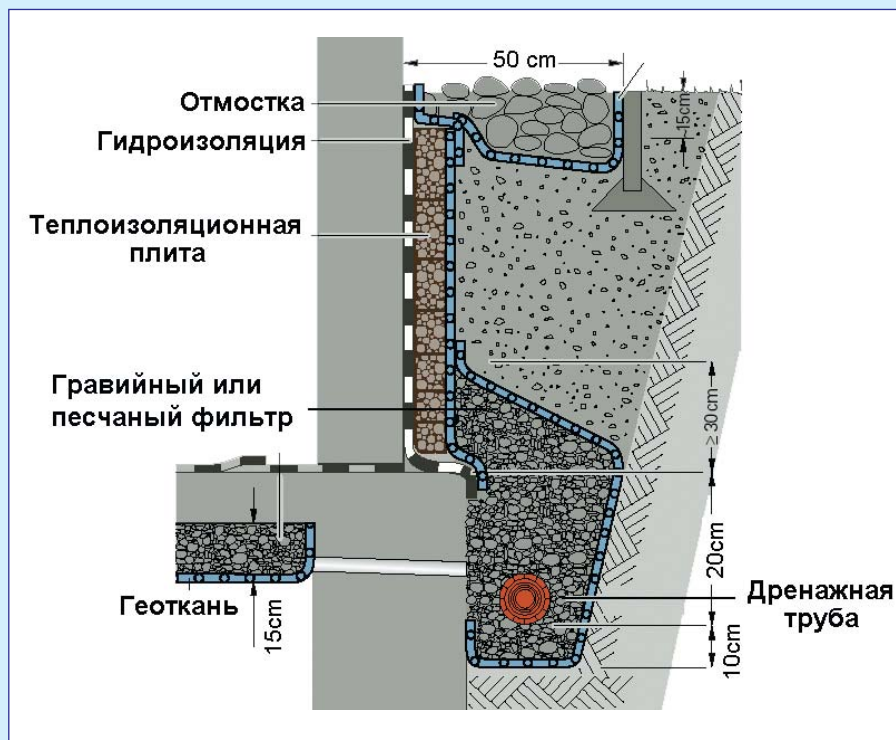 50 cm
Отмостка
15cm
Гидроизоляция
Теплоизоляционная
плита
Гравийный или
песчаный фильтр
≥30cm
20cm
Геоткань
15cm
Дренажная
труба
10cm